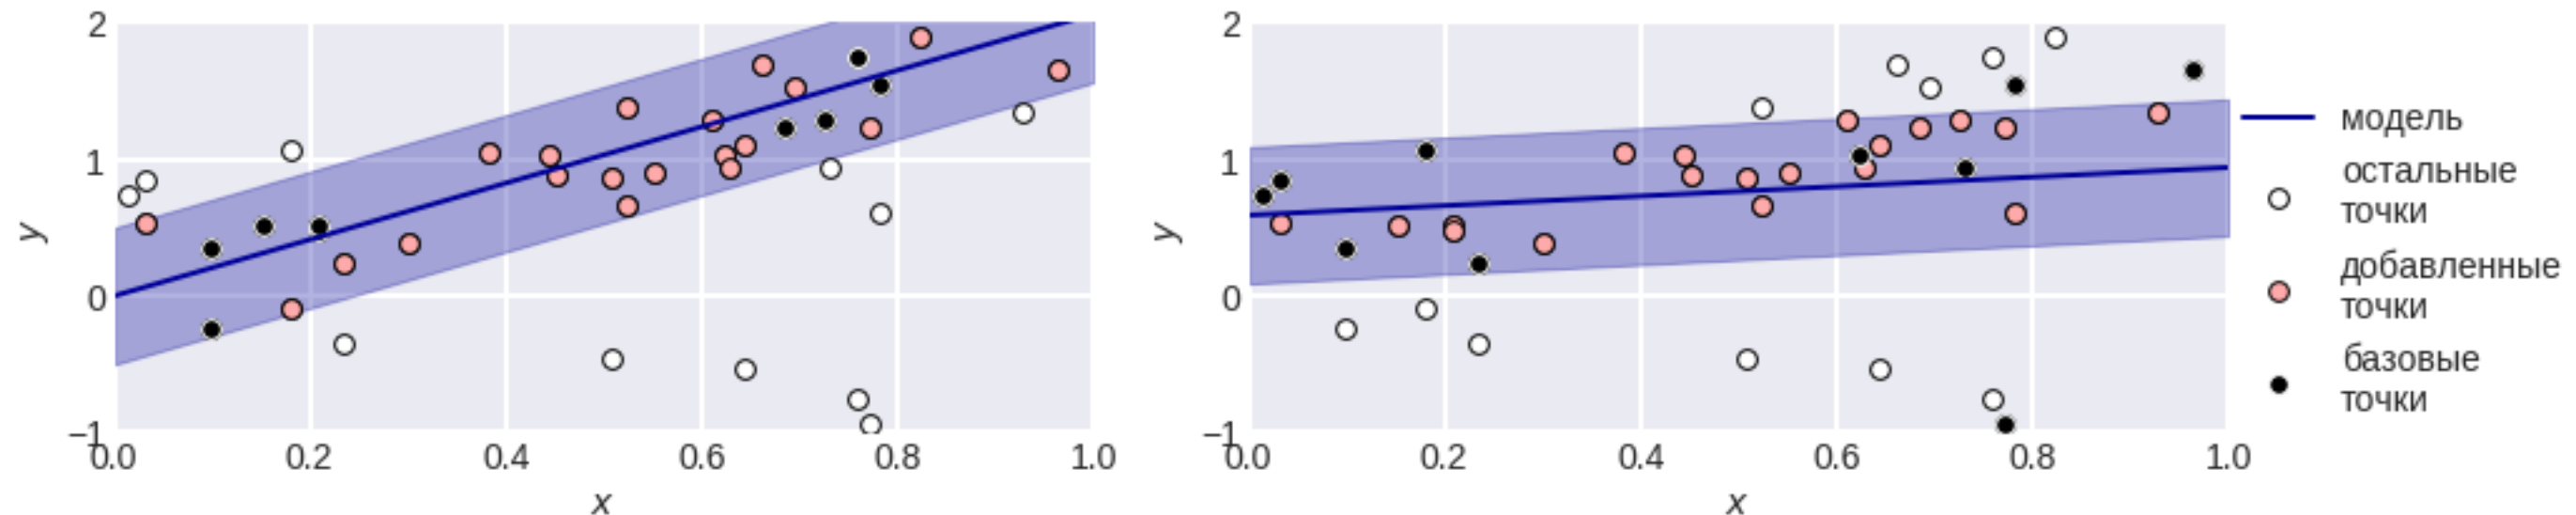 2
1
0
−1
y
0.0 0.2 0.4 0.6 0.8 1.0
x
2
1
0
−1
y
0.0 0.2 0.4 0.6 0.8 1.0
x
модель
остальные
точки
добавленные
точки
базовые
точки